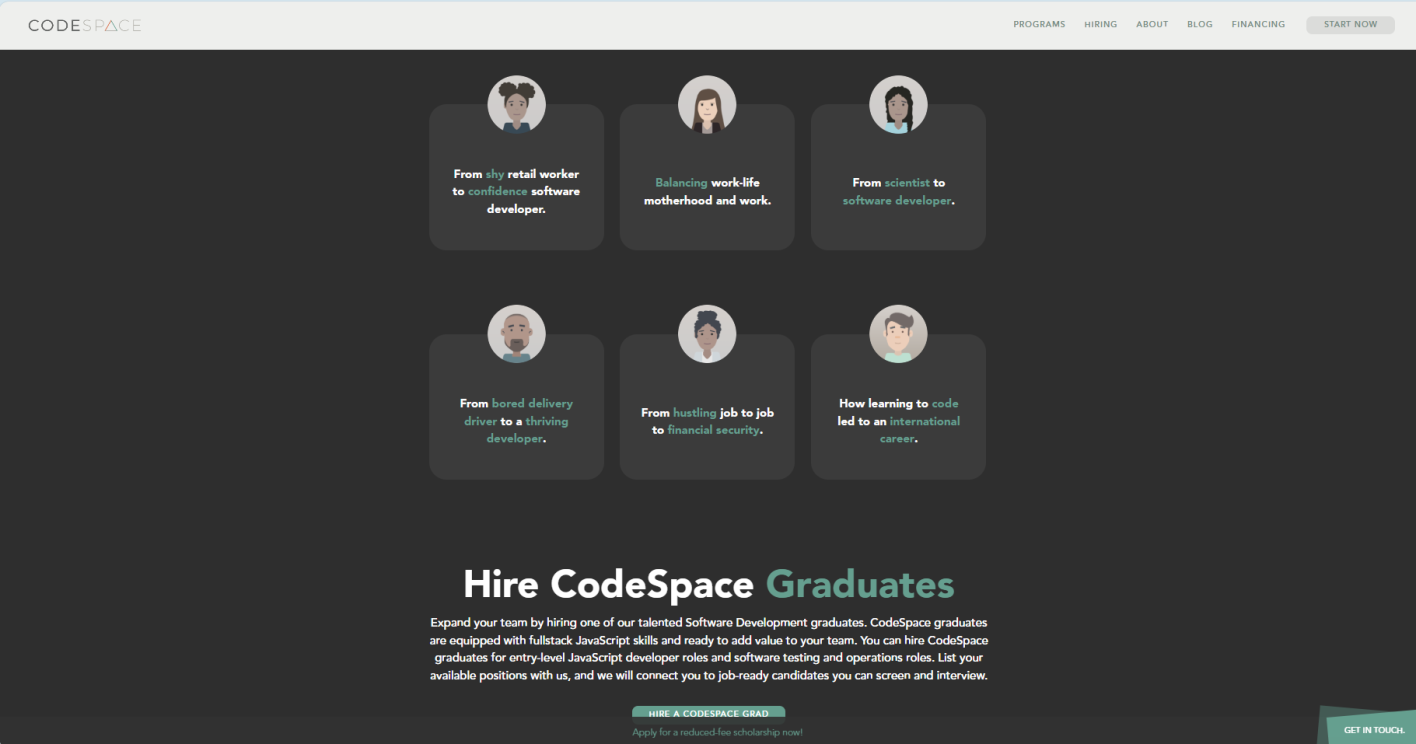 CODESPACE
PROGRAMS HIRING ABOUT BLOG FINANCING START NOW
From shy retail worker
to confidence software
developer.
Balancing work-life
motherhood and work.
From scientist to
software developer.
From bored delivery
driver to a thriving
developer.
From hustling job to job
to financial security.
How learning to code
led to an international
career.
Hire CodeSpace Graduates
Expand your team by hiring one of our talented Software Development graduates. CodeSpace graduates
are equipped with fullstack JavaScript skills and ready to add value to your team. You can hire CodeSpace
graduates for entry-level JavaScript developer roles and software testing and operations roles. List your
available positions with us, and we will connect you to job-ready candidates you can screen and interview.
HIRE A CODESPACE GRAD
Apply for a reduced-fee scholarship now!
GET IN TOUCH.